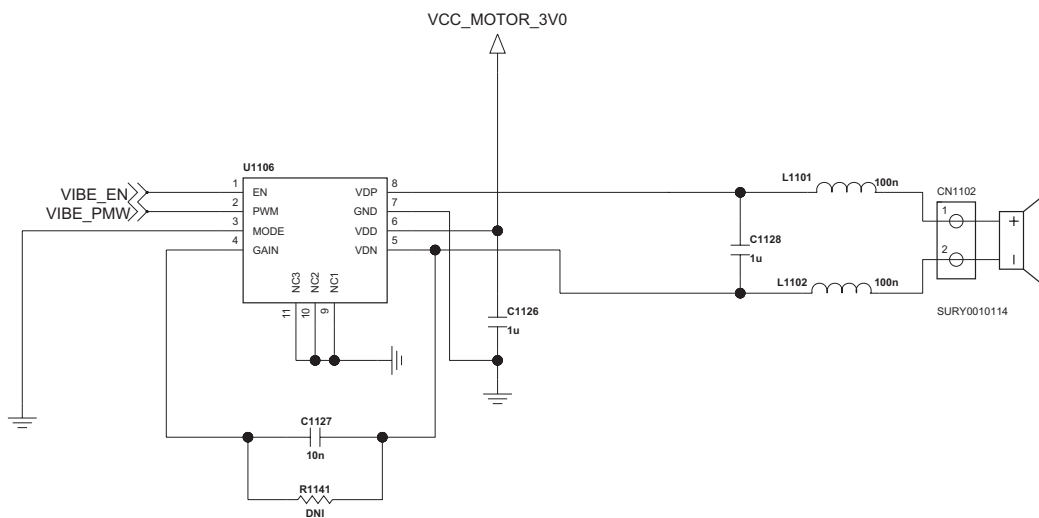 VCC_MOTOR_3V0
U1106
VIBE_EN
VIBE_PMW
1
2
3
4
EN
PWM
MODE
GAIN
VDP
GND
VDD
VDN
8
7
6
5
NC3
NC2
NC1
11
10
9
L1101
100n
CN1102
1
2
+
–
C1128
1u
L1102
100n
SURY0010114
C1126
1u
C1127
10n
R1141
DNI